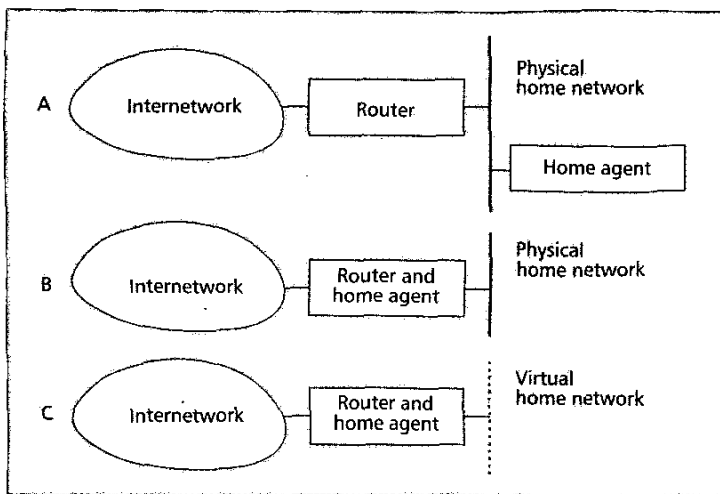 A
Internetwork
Router
Physical
home network
Home agent
B
Internetwork
Router and
home agent
Physical
home network
C
Internetwork
Router and
home agent
Virtual
home network